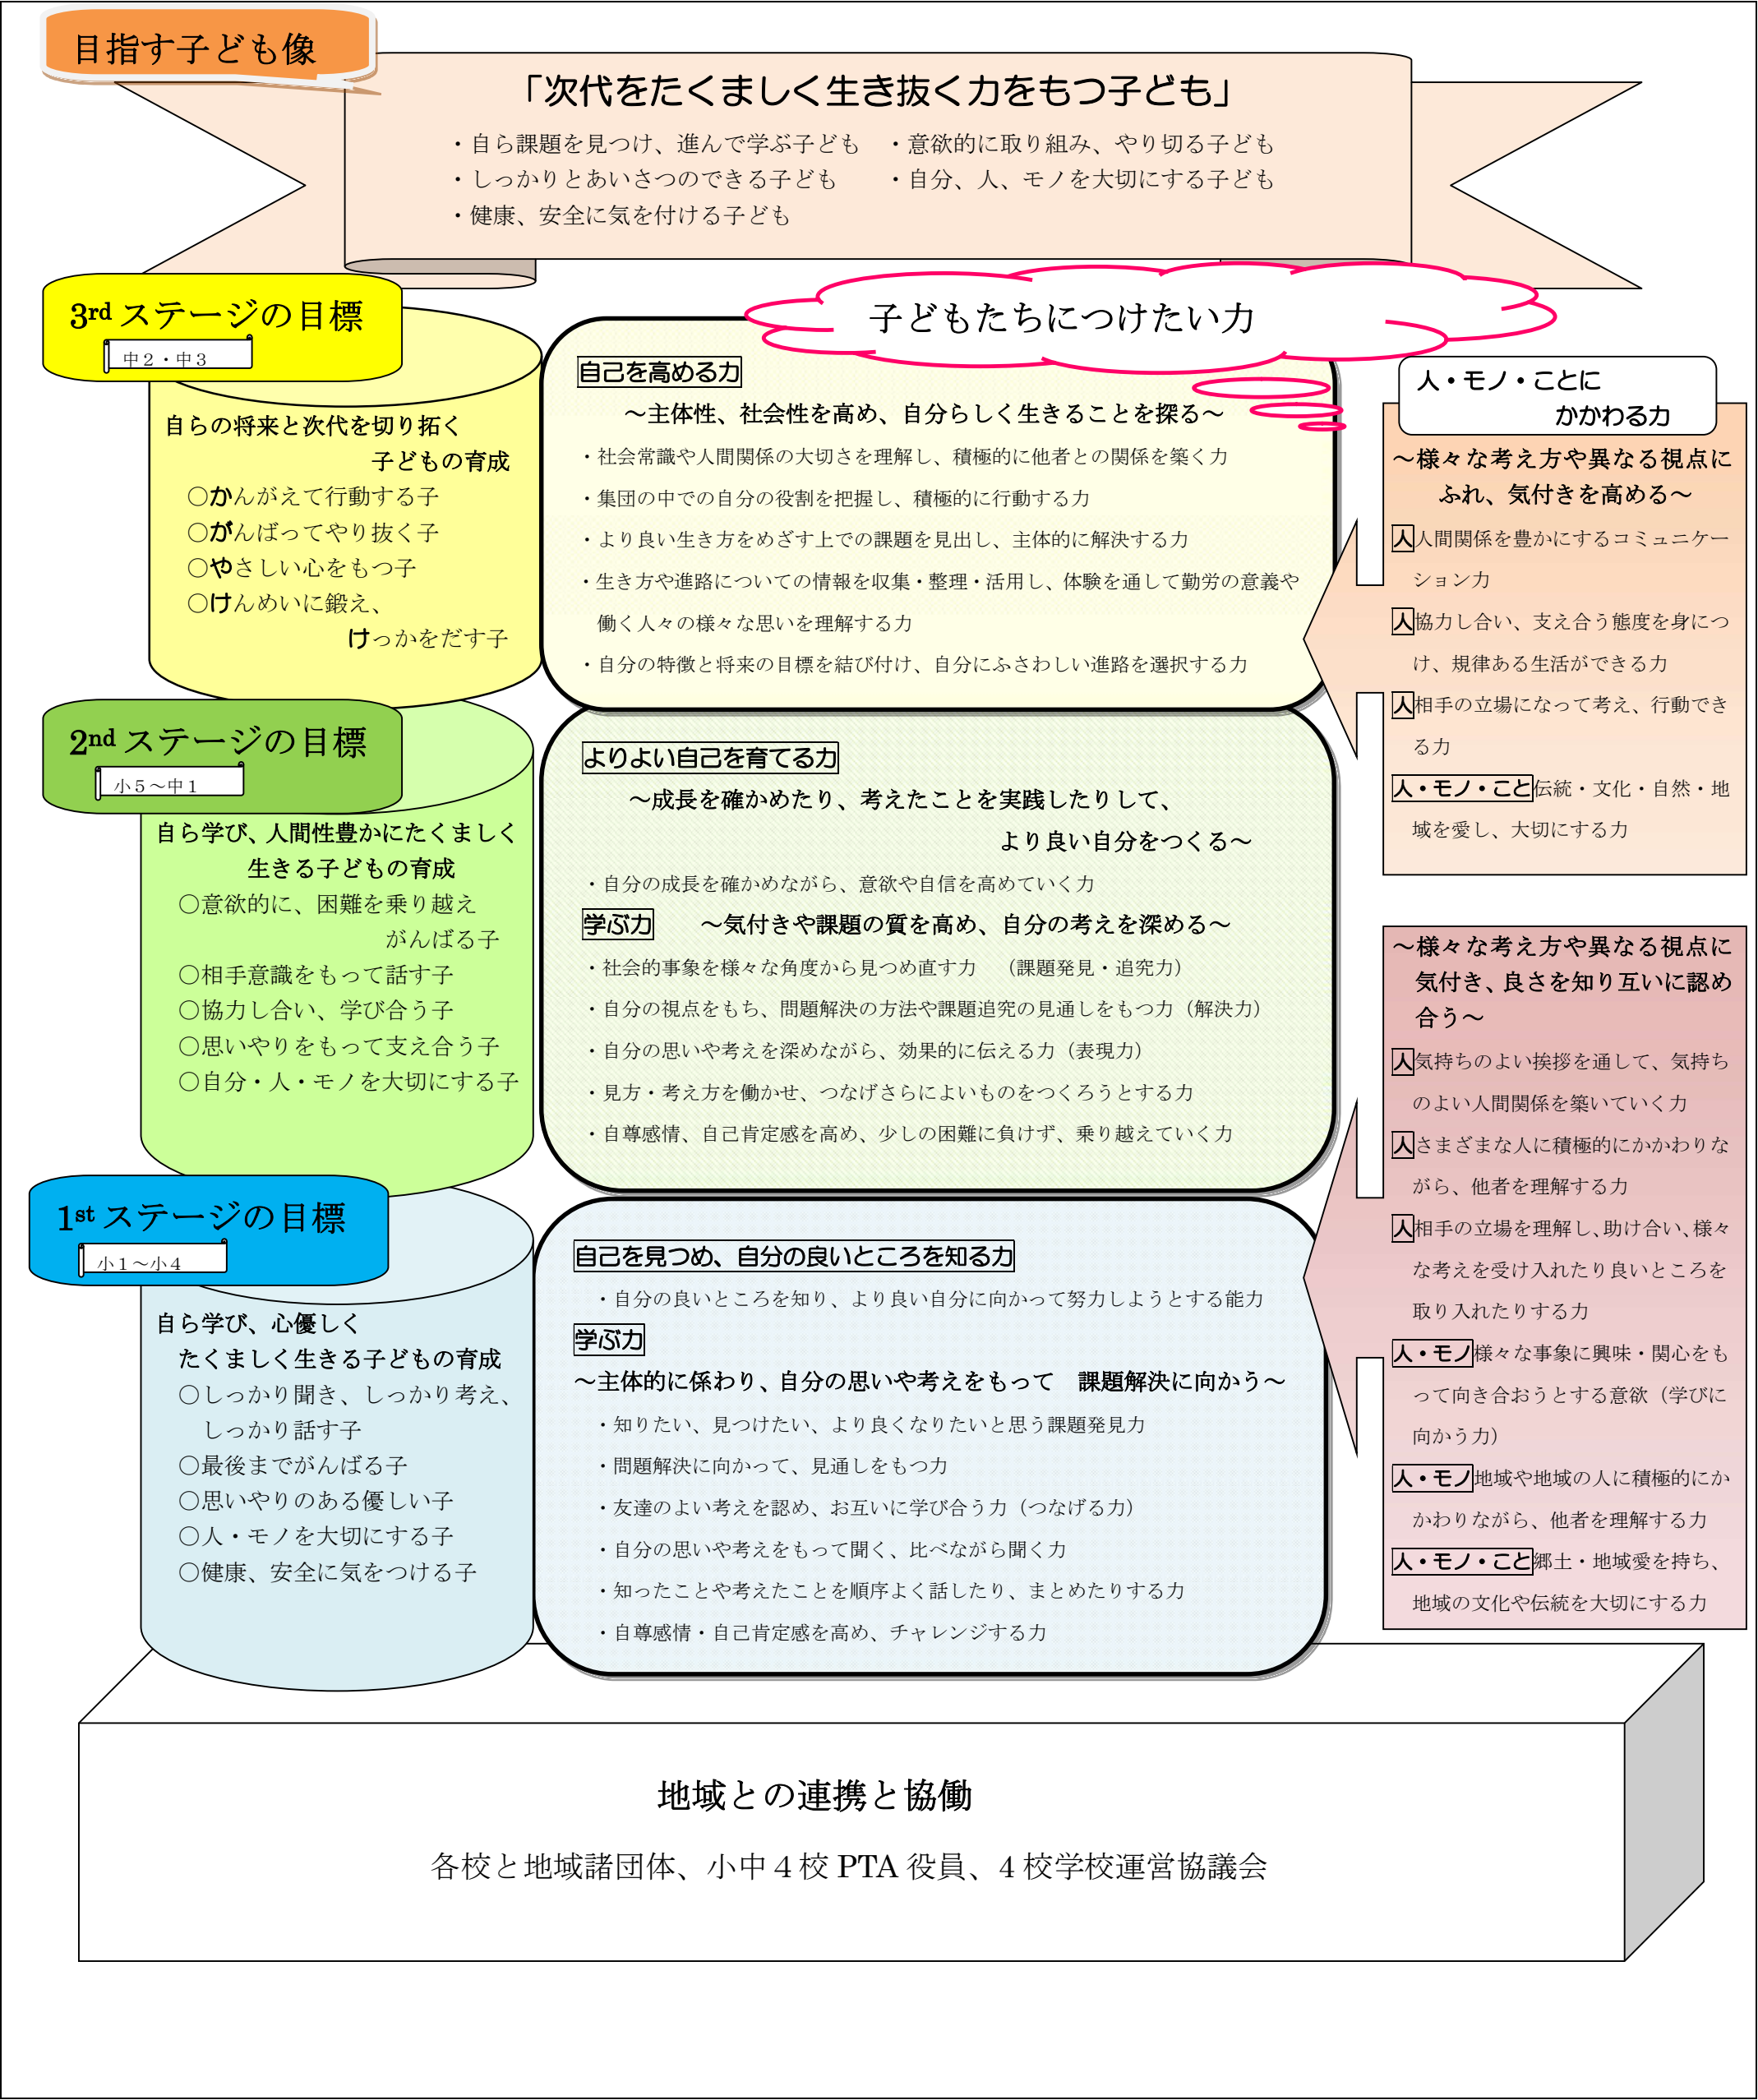 目指す子ども像
「次代をたくましく生き抜く力をもつ子ども」
・自ら課題を見つけ、進んで学ぶ子ども　・意欲的に取り組み、やり切る子ども
・しっかりとあいさつのできる子ども　　・自分、人、モノを大切にする子ども
・健康、安全に気を付ける子ども
3rd ステージの目標
中２・中３
自らの将来と次代を切り拓く
子どもの育成
○かんがえて行動する子
○がんばってやり抜く子
○やさしい心をもつ子
○けんめいに鍛え、
けっかをだす子
子どもたちにつけたい力
自己を高める力
～主体性、社会性を高め、自分らしく生きることを探る～
・社会常識や人間関係の大切さを理解し、積極的に他者との関係を築く力
・集団の中での自分の役割を把握し、積極的に行動する力
・より良い生き方をめざす上での課題を見出し、主体的に解決する力
・生き方や進路についての情報を収集・整理・活用し、体験を通して勤労の意義や
働く人々の様々な思いを理解する力
・自分の特徴と将来の目標を結び付け、自分にふさわしい進路を選択する力
人・モノ・ことに
かかわる力
～様々な考え方や異なる視点に
ふれ、気付きを高める～
人人間関係を豊かにするコミュニケー
ション力
人協力し合い、支え合う態度を身につ
け、規律ある生活ができる力
人相手の立場になって考え、行動でき
る力
人・モノ・こと伝統・文化・自然・地
域を愛し、大切にする力
2nd ステージの目標
小５～中１
自ら学び、人間性豊かにたくましく
生きる子どもの育成
○意欲的に、困難を乗り越え
がんばる子
○相手意識をもって話す子
○協力し合い、学び合う子
○思いやりをもって支え合う子
○自分・人・モノを大切にする子
よりよい自己を育てる力
～成長を確かめたり、考えたことを実践したりして、
より良い自分をつくる～
・自分の成長を確かめながら、意欲や自信を高めていく力
学ぶ力　　～気付きや課題の質を高め、自分の考えを深める～
・社会的事象を様々な角度から見つめ直す力　（課題発見・追究力）
・自分の視点をもち、問題解決の方法や課題追究の見通しをもつ力（解決力）
・自分の思いや考えを深めながら、効果的に伝える力（表現力）
・見方・考え方を働かせ、つなげさらによいものをつくろうとする力
・自尊感情、自己肯定感を高め、少しの困難に負けず、乗り越えていく力
～様々な考え方や異なる視点に
気付き、良さを知り互いに認め
合う～
人気持ちのよい挨拶を通して、気持ち
のよい人間関係を築いていく力
人さまざまな人に積極的にかかわりな
がら、他者を理解する力
人相手の立場を理解し、助け合い、様々
な考えを受け入れたり良いところを
取り入れたりする力
人・モノ様々な事象に興味・関心をも
って向き合おうとする意欲（学びに
向かう力）
人・モノ地域や地域の人に積極的にか
かわりながら、他者を理解する力
人・モノ・こと郷土・地域愛を持ち、
地域の文化や伝統を大切にする力
1st ステージの目標
小１～小４
自ら学び、心優しく
たくましく生きる子どもの育成
○しっかり聞き、しっかり考え、
しっかり話す子
○最後までがんばる子
○思いやりのある優しい子
○人・モノを大切にする子
○健康、安全に気をつける子
自己を見つめ、自分の良いところを知る力
・自分の良いところを知り、より良い自分に向かって努力しようとする能力
学ぶ力
～主体的に係わり、自分の思いや考えをもって　課題解決に向かう～
・知りたい、見つけたい、より良くなりたいと思う課題発見力
・問題解決に向かって、見通しをもつ力
・友達のよい考えを認め、お互いに学び合う力（つなげる力）
・自分の思いや考えをもって聞く、比べながら聞く力
・知ったことや考えたことを順序よく話したり、まとめたりする力
・自尊感情・自己肯定感を高め、チャレンジする力
地域との連携と協働
各校と地域諸団体、小中４校 PTA 役員、４校学校運営協議会